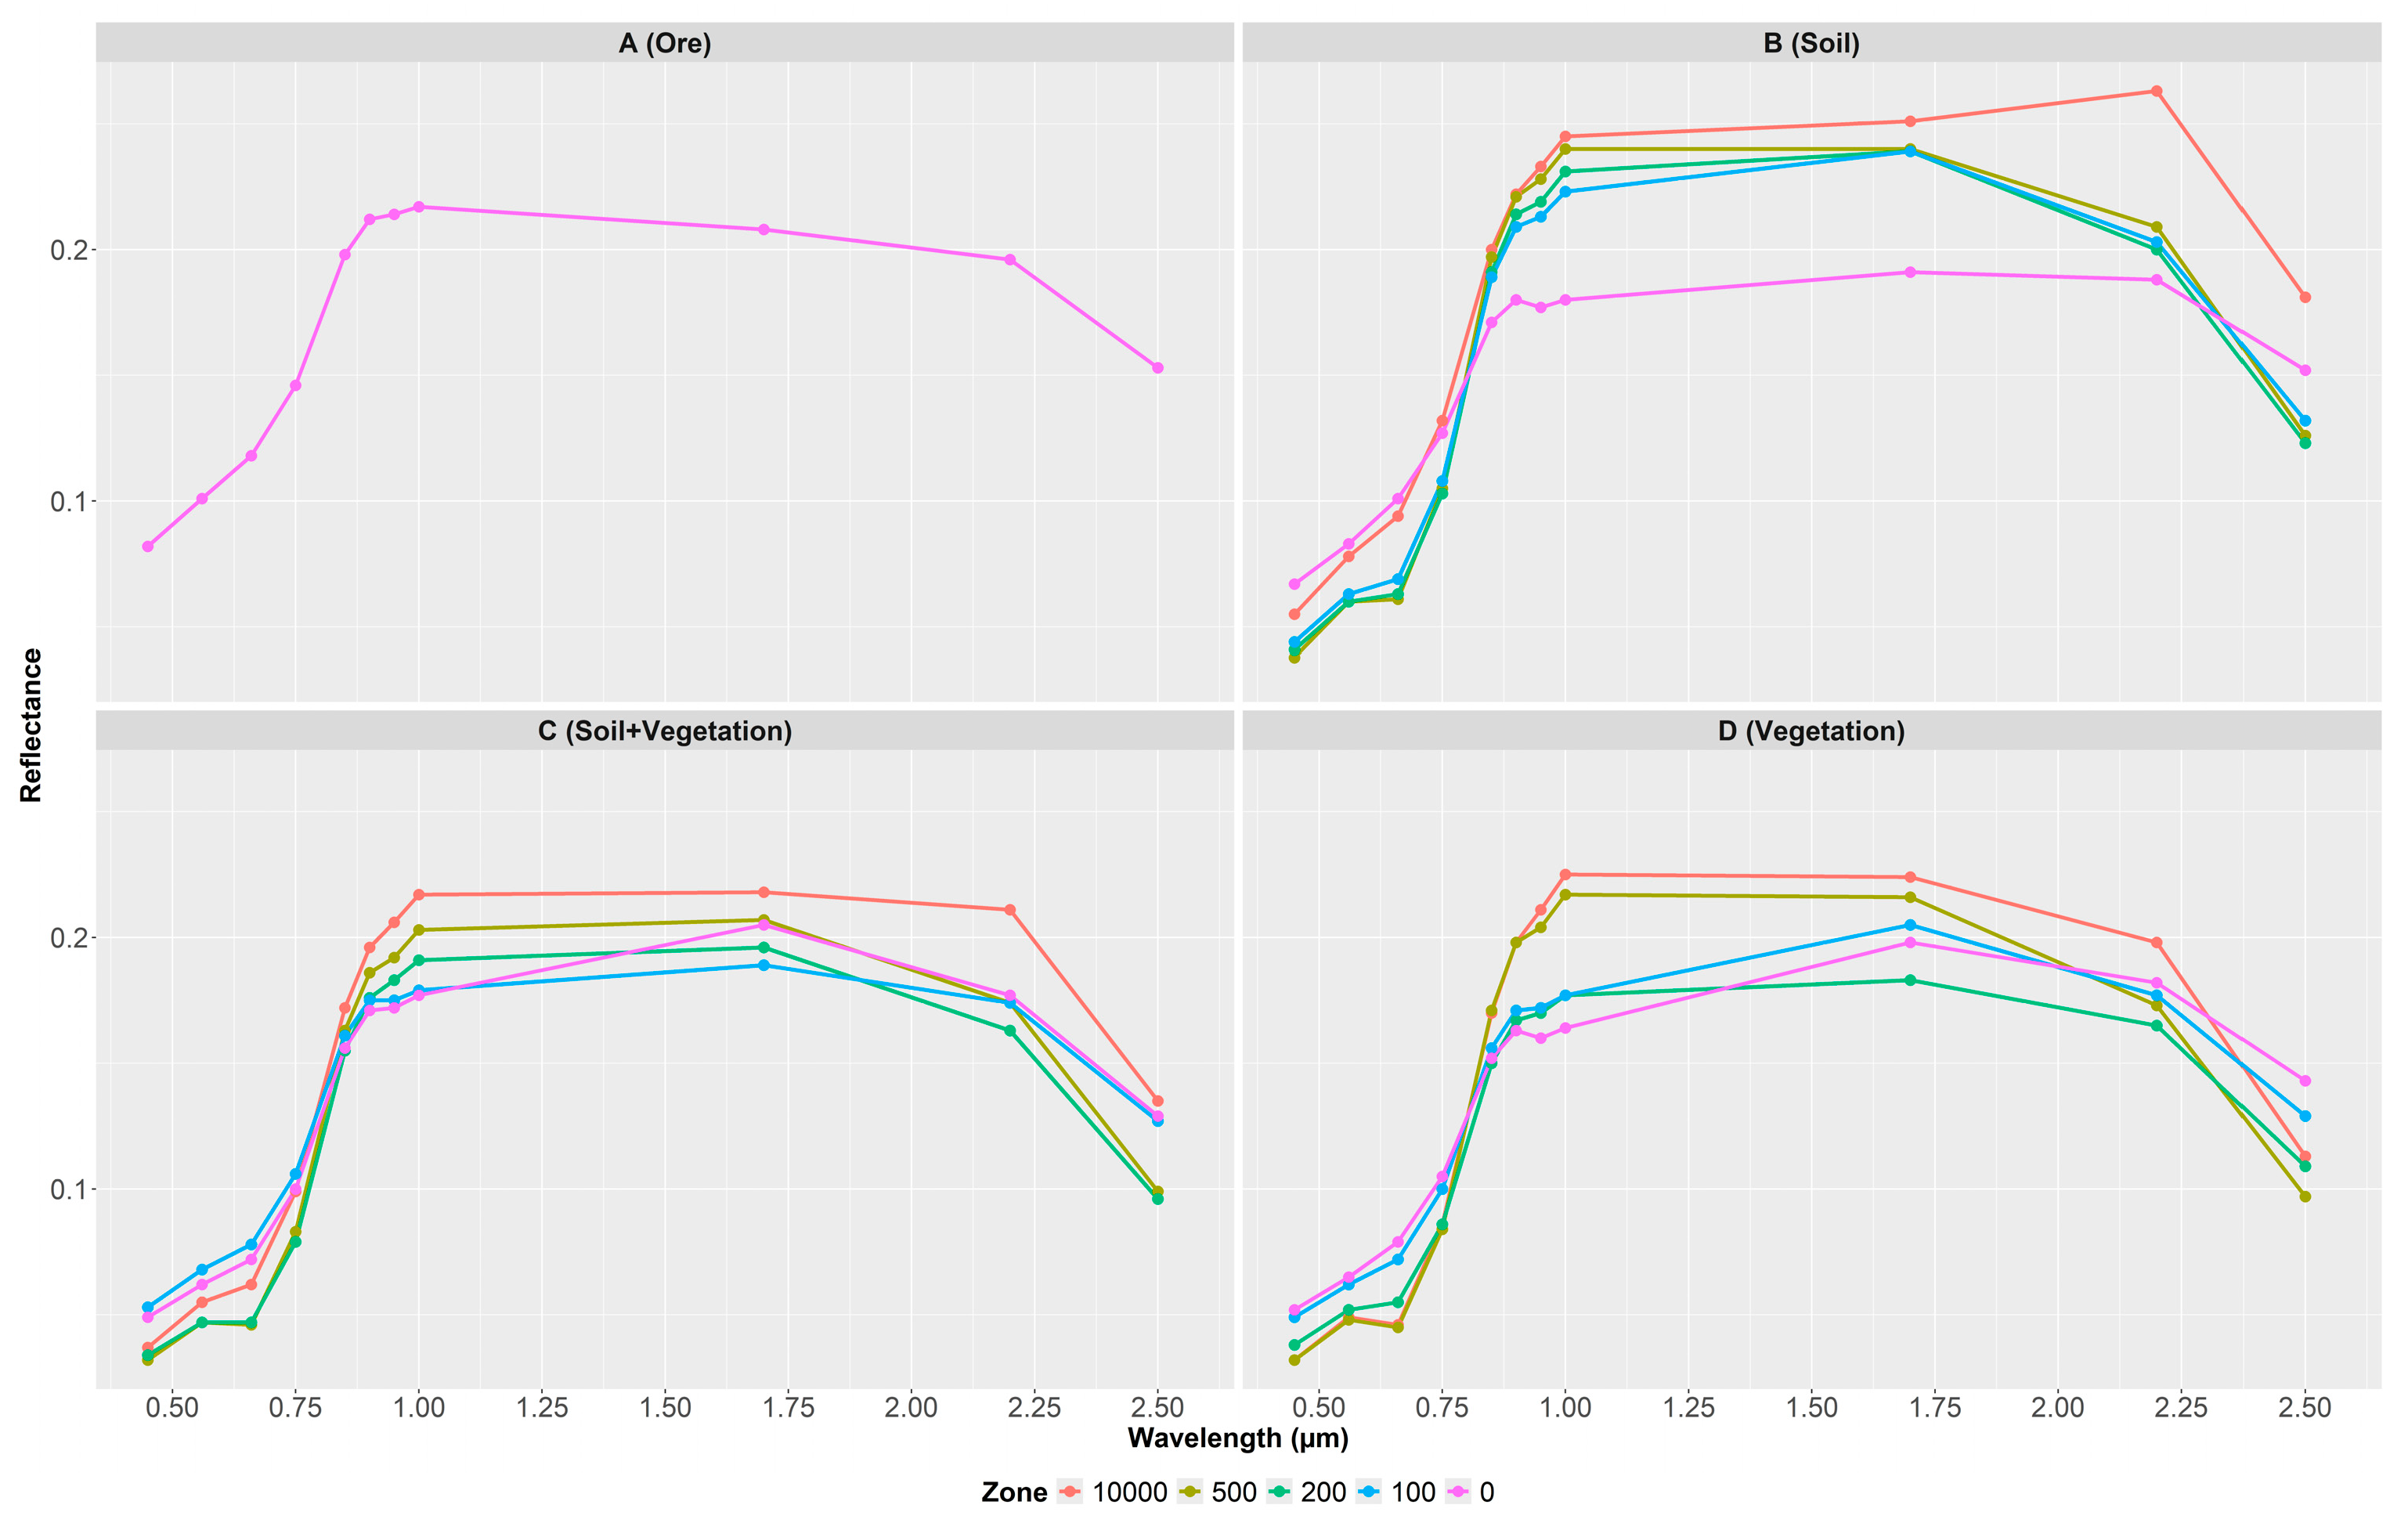 A (Ore)
B (Soil)
0.2
0.1
Reflectance
C (Soil+Vegetation)
D (Vegetation)
0.2
0.1
0.50 0.75 1.00 1.25 1.50 1.75 2.00 2.25 2.50
0.50 0.75 1.00 1.25 1.50 1.75 2.00 2.25 2.50
Wavelength (µm)
Zone 10000 500 200 100 0